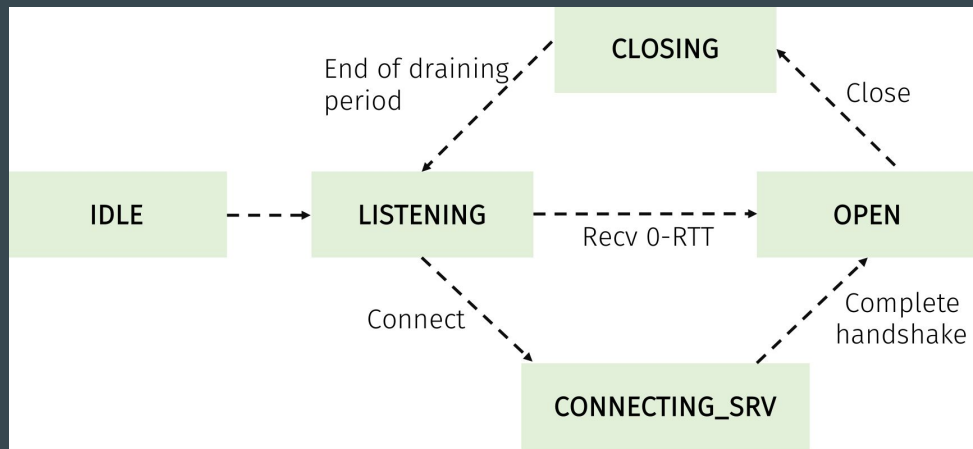 CLOSING
End of draining
period
Close
IDLE
LISTENING
OPEN
Recv 0-RTT
Connect
Complete
handshake
CONNECTING_SRV